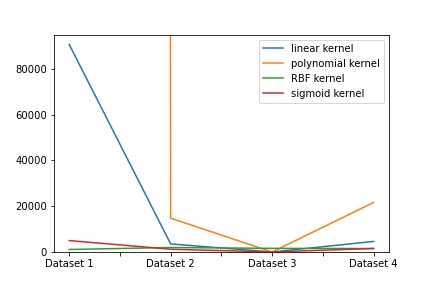 80000
60000
40000
20000
0
linear kernel
polynomial kernel
RBF kernel
sigmoid kernel
Dataset 1 Dataset 2 Dataset 3 Dataset 4